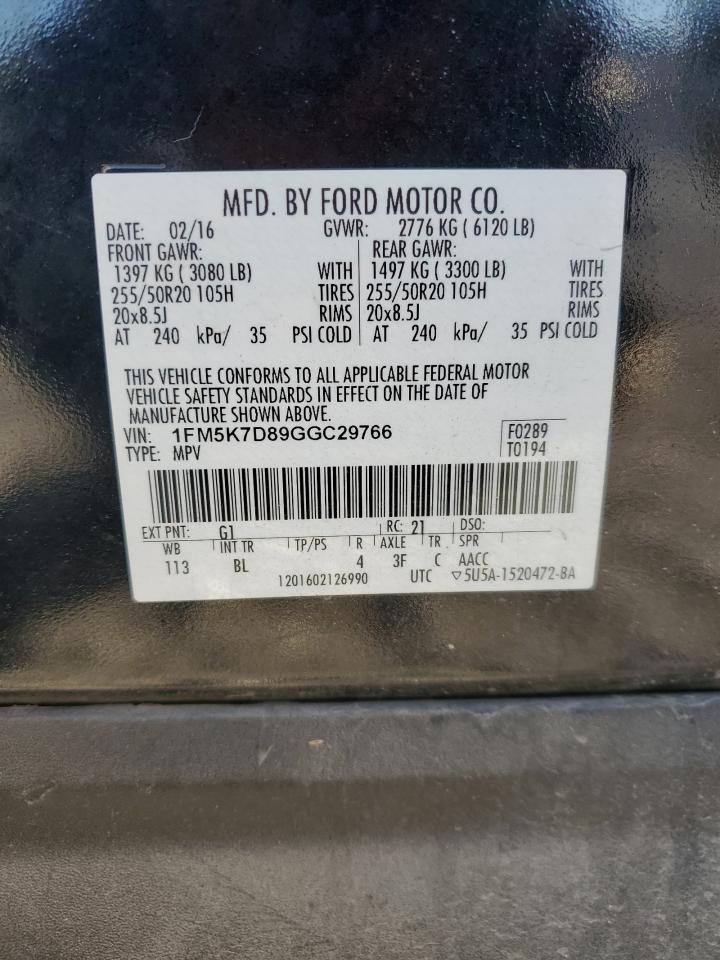 MFD. BY FORD MOTOR CO.
DATE: 02/16 GVWR: 2776 KG ( 6120 LB)
FRONT GAWR: REAR GAWR:
1397 KG ( 3080 LB) WITH 1497 KG ( 3300 LB) WITH
255/50R20 105H TIRES 255/50R20 105H TIRES
20x8.5J RIMS 20x8.5J RIMS
AT 240 kPa/ 35 PSI COLD AT 240 kPa/ 35 PSI COLD
THIS VEHICLE CONFORMS TO ALL APPLICABLE FEDERAL MOTOR
VEHICLE SAFETY STANDARDS IN EFFECT ON THE DATE OF
MANUFACTURE SHOWN ABOVE.
VIN: 1FM5K7D89GGC29766 F0289
TYPE: MPV T0194
EXT PNT: G1 RC: 21 DSO:
WB INT TR TP/PS R AXLE TR SPR
113 BL 4 3F C AACC
1201602126990 UTC ▽5U5A-1520472-BA